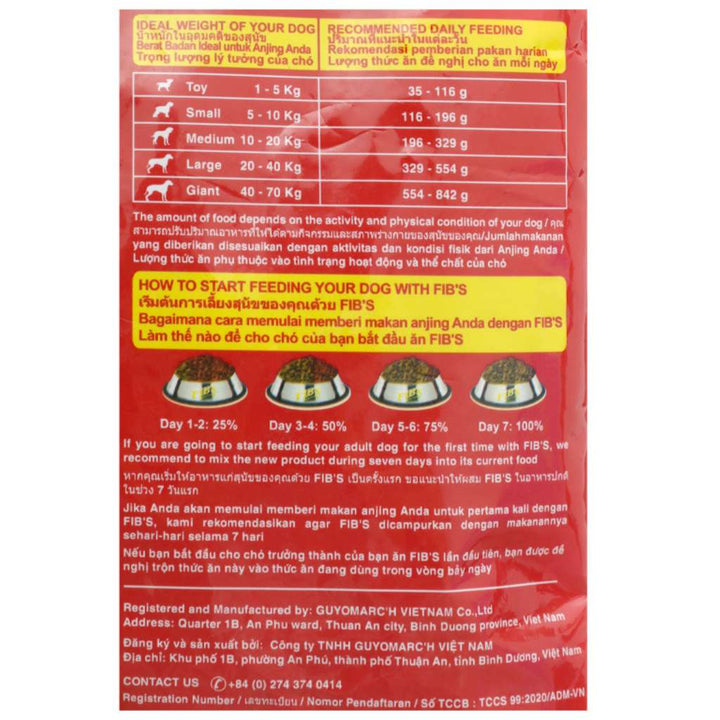 IDEAL WEIGHT OF YOUR DOG
น้ำหนักในอุดมคติของสุนัข
Berat Badan Ideal untuk Anjing Anda
Trọng lượng lý tưởng của chó
RECOMMENDED DAILY FEEDING
ปริมาณที่แนะนำในแต่ละวัน
Rekomendasi pemberian pakan harian
Lượng thức ăn đề nghị cho ăn mỗi ngày
Toy 1 - 5 Kg 35 - 116 g
Small 5 - 10 Kg 116 - 196 g
Medium 10 - 20 Kg 196 - 329 g
Large 20 - 40 Kg 329 - 554 g
Giant 40 - 70 Kg 554 - 842 g
The amount of food depends on the activity and physical condition of your dog / คุณ
สามารถปรับปริมาณอาหารที่ให้ได้ตามกิจกรรมและสภาพร่างกายของสุนัขของคุณ/Jumlahmakanan
yang diberikan disesuaikan dengan aktivitas dan kondisi fisik dari Anjing Anda /
Lượng thức ăn phụ thuộc vào tình trạng hoạt động và thể chất của chó
HOW TO START FEEDING YOUR DOG WITH FIB'S
เริ่มต้นการเลี้ยงสุนัขของคุณด้วย FIB'S
Bagaimana cara memulai memberi makan anjing Anda dengan FIB'S
Làm thế nào để cho chó của bạn bắt đầu ăn FIB'S
FIB'S FIB'S FIB'S FIB'S
Day 1-2: 25% Day 3-4: 50% Day 5-6: 75% Day 7: 100%
If you are going to start feeding your adult dog for the first time with FIB'S, we
recommend to mix the new product during seven days into its current food
หากคุณเริ่มให้อาหารแก่สุนัขของคุณด้วย FIB'S เป็นครั้งแรก ขอแนะนำให้ผสม FIB'S ในอาหารปกติ
ในช่วง 7 วันแรก
Jika Anda akan memulai memberi makan anjing Anda untuk pertama kali dengan
FIB'S, kami rekomendasikan agar FIB'S dicampurkan dengan makanannya
sehari-hari selama 7 hari
Nếu bạn bắt đầu cho chó trưởng thành của bạn ăn FIB'S lần đầu tiên, bạn được đề
nghị trộn thức ăn này vào thức ăn đang dùng trong vòng bảy ngày
Registered and Manufactured by: GUYOMARC'H VIETNAM Co.,Ltd
Address: Quarter 1B, An Phu ward, Thuan An city, Binh Duong province, Viet Nam
Đăng ký và sản xuất bởi: Công ty TNHH GUYOMARC'H VIỆT NAM
Địa chỉ: Khu phố 1B, phường An Phú, thành phố Thuận An, tỉnh Bình Dương, Việt Nam
CONTACT US +84 (0) 274 374 0414
Registration Number / เลขทะเบียน / Nomor Pendaftaran / Số TCCB : TCCS 99:2020/ADM-VN